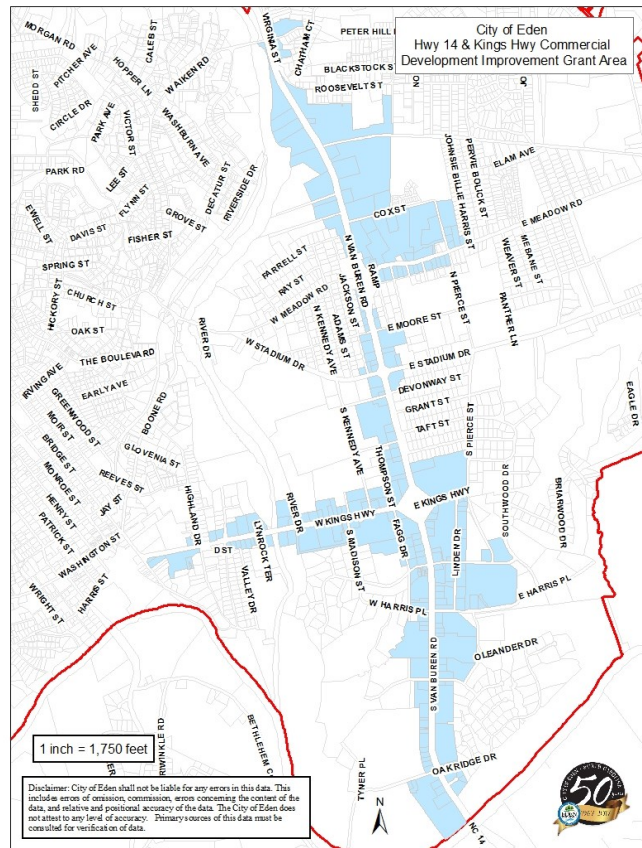 City of Eden
Hwy 14 & Kings Hwy Commercial
Development Improvement Grant Area
MORGAN RD
PITCHER AVE
SHEDD ST
HOPPER LN
CALEB ST
WAIKEN RD
CIRCLE DR
PARK AVE
VICTOR ST
WASHBURN AVE
PARK RD
LEE ST
FLYNN ST
DECATUR ST
RIVERSIDE DR
EWELL ST
DAVIS ST
GROVE ST
FISHER ST
SPRING ST
HICKORY ST
CHURCH ST
OAK ST
THE BOULEVARD
IRVING AVE
EARLY AVE
GREENWOOD ST
MOIR ST
BRIDGE ST
MONROE ST
HENRY ST
PATRICK ST
BOONE RD
GLOVENIA ST
REEVES ST
JAY ST
WASHINGTON ST
WRIGHT ST
HARRIS ST
HIGHLAND DR
D ST
LYNROCK TER
VALLEY DR
RIVER DR
RIVER DR
VIRGINIA ST
CHATHAM CT
PETER HILL
BLACKSTOCK S
ROOSEVELT ST
NO
JOHNSIE BILLIE HARRIS ST
PERVIE BOLICK ST
ELAM AVE
COX ST
E MEADOW RD
MEBANE ST
WEAVER ST
PANTHER LN
N PIERCE ST
FARRELL ST
RAY ST
W MEADOW RD
N VAN BUREN RD
RAMP
JACKSON ST
ADAMS ST
N KENNEDY AVE
W STADIUM DR
E MOORE ST
E STADIUM DR
DEVONWAY ST
GRANT ST
TAFT ST
S PIERCE ST
EAGLE DR
S KENNEDY AVE
THOMPSON ST
E KINGS HWY
W KINGS HWY
FAGG DR
SOUTHWOOD DR
BRIARWOOD DR
LINDEN DR
S MADISON ST
W HARRIS PL
E HARRIS PL
OLEANDER DR
S VAN BUREN RD
OAKRIDGE DR
NC 14
TYNER PL
BETHLEHEM C
RIWINKLE RD
1 inch = 1,750 feet
Disclaimer: City of Eden shall not be liable for any errors in this data. This
includes errors of omission, commission, errors concerning the content of the
data, and relative and positional accuracy of the data. The City of Eden does
not attest to any level of accuracy. Primary sources of this data must be
consulted for verification of data.
N
50